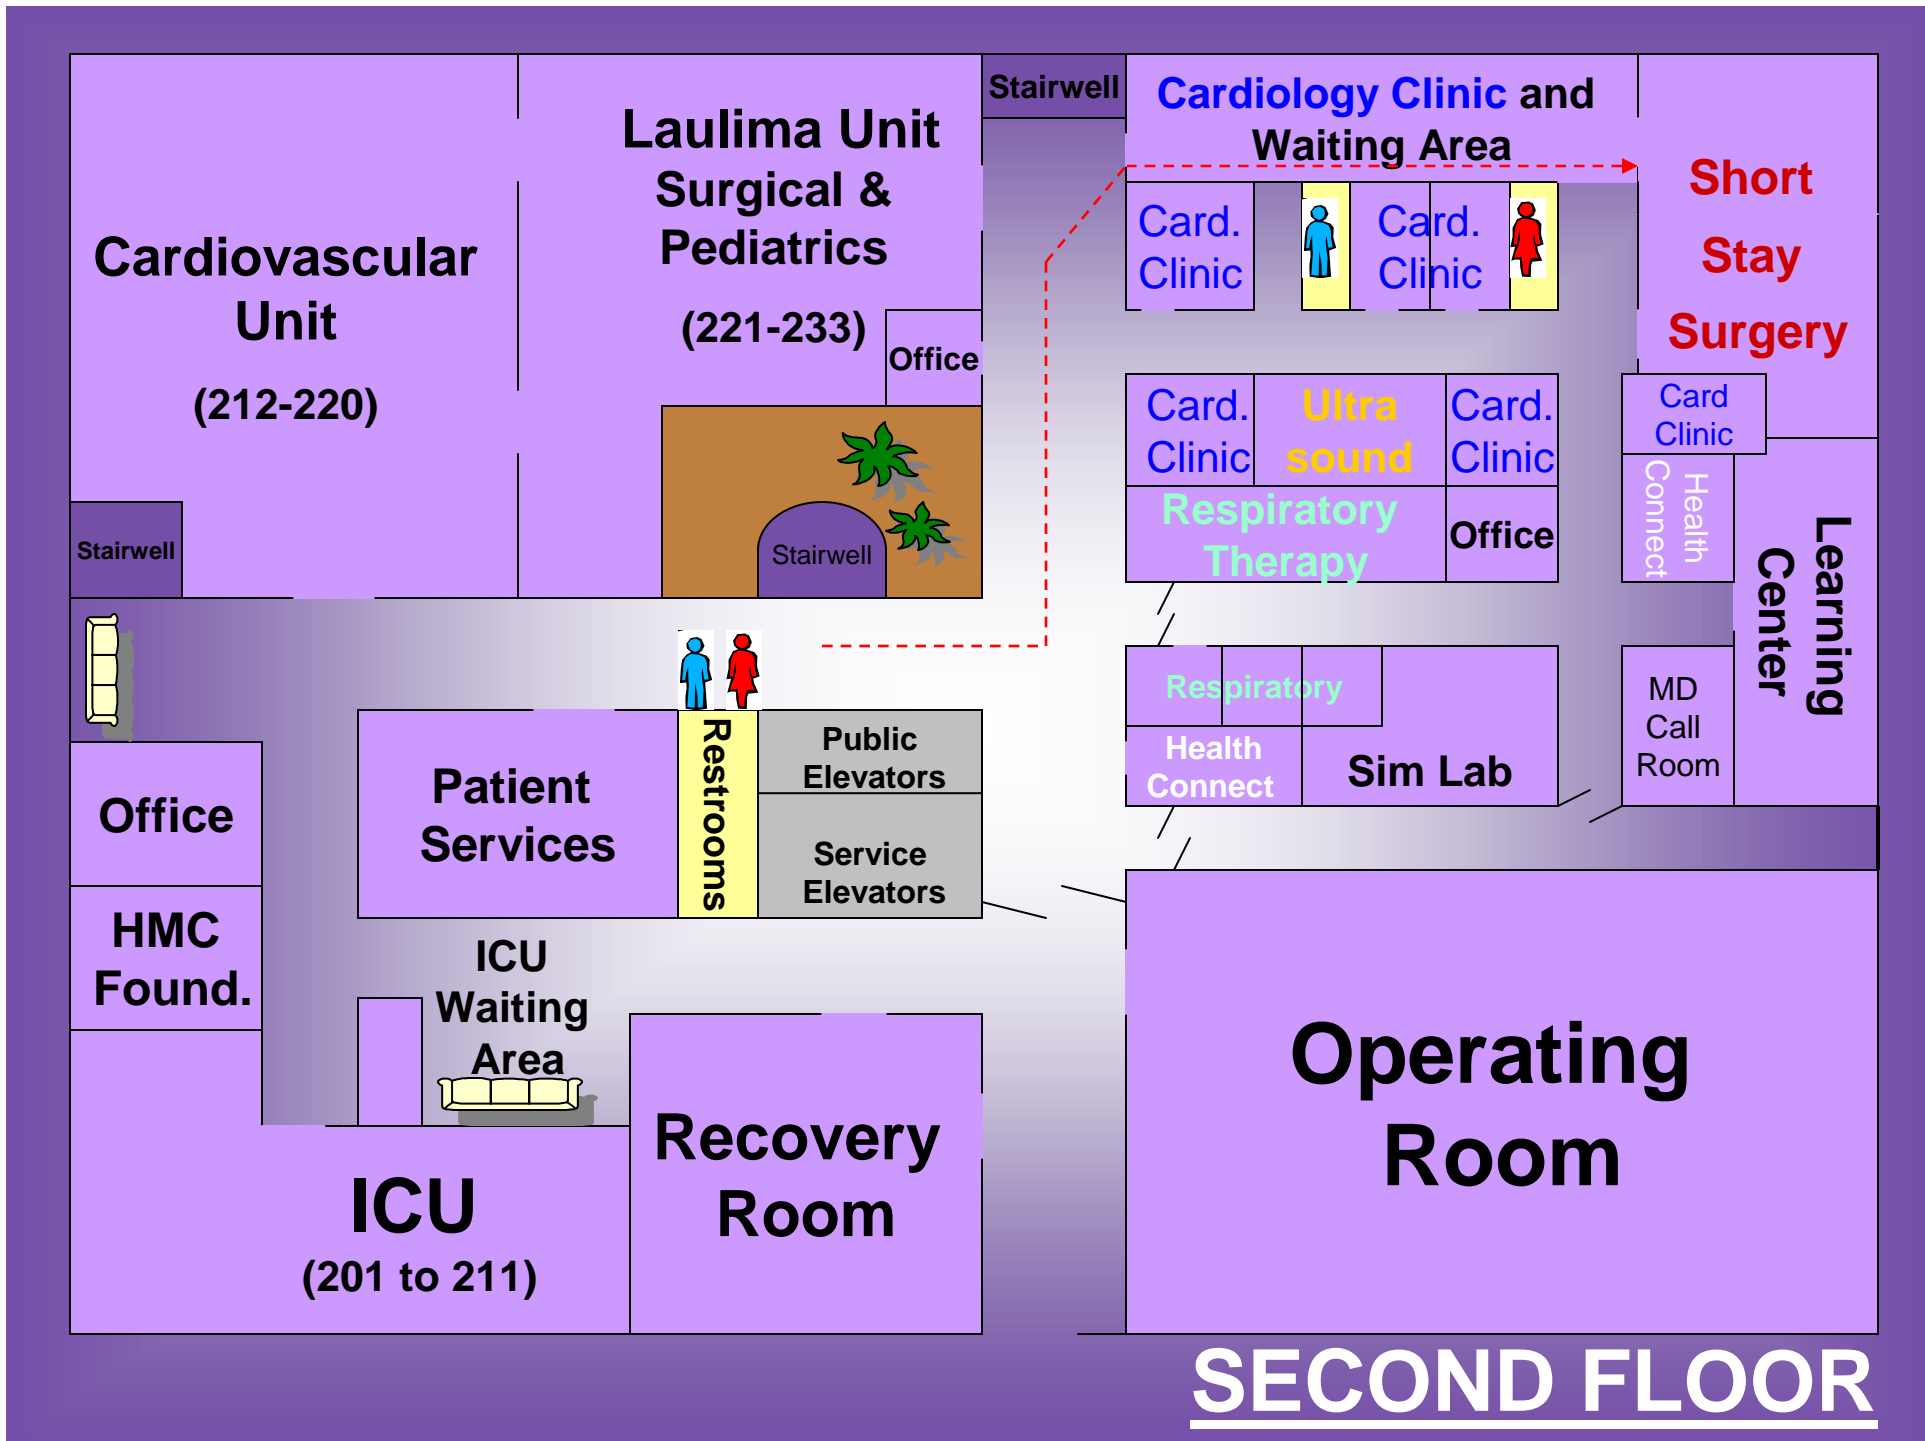 Cardiovascular
Unit
(212-220)
Laulima Unit
Surgical &
Pediatrics
(221-233)
Office
Stairwell
Stairwell
Stairwell
Cardiology Clinic and
Waiting Area
Short
Stay
Surgery
Card.
Clinic
Card.
Clinic
Card.
Clinic
Ultra
sound
Card.
Clinic
Card
Clinic
Respiratory
Therapy
Office
Health
Connect
Learning
Center
Respiratory
Health
Connect
Sim Lab
MD
Call
Room
Office
Patient
Services
Restrooms
Public
Elevators
Service
Elevators
HMC
Found.
ICU
Waiting
Area
ICU
(201 to 211)
Recovery
Room
Operating
Room
SECOND FLOOR